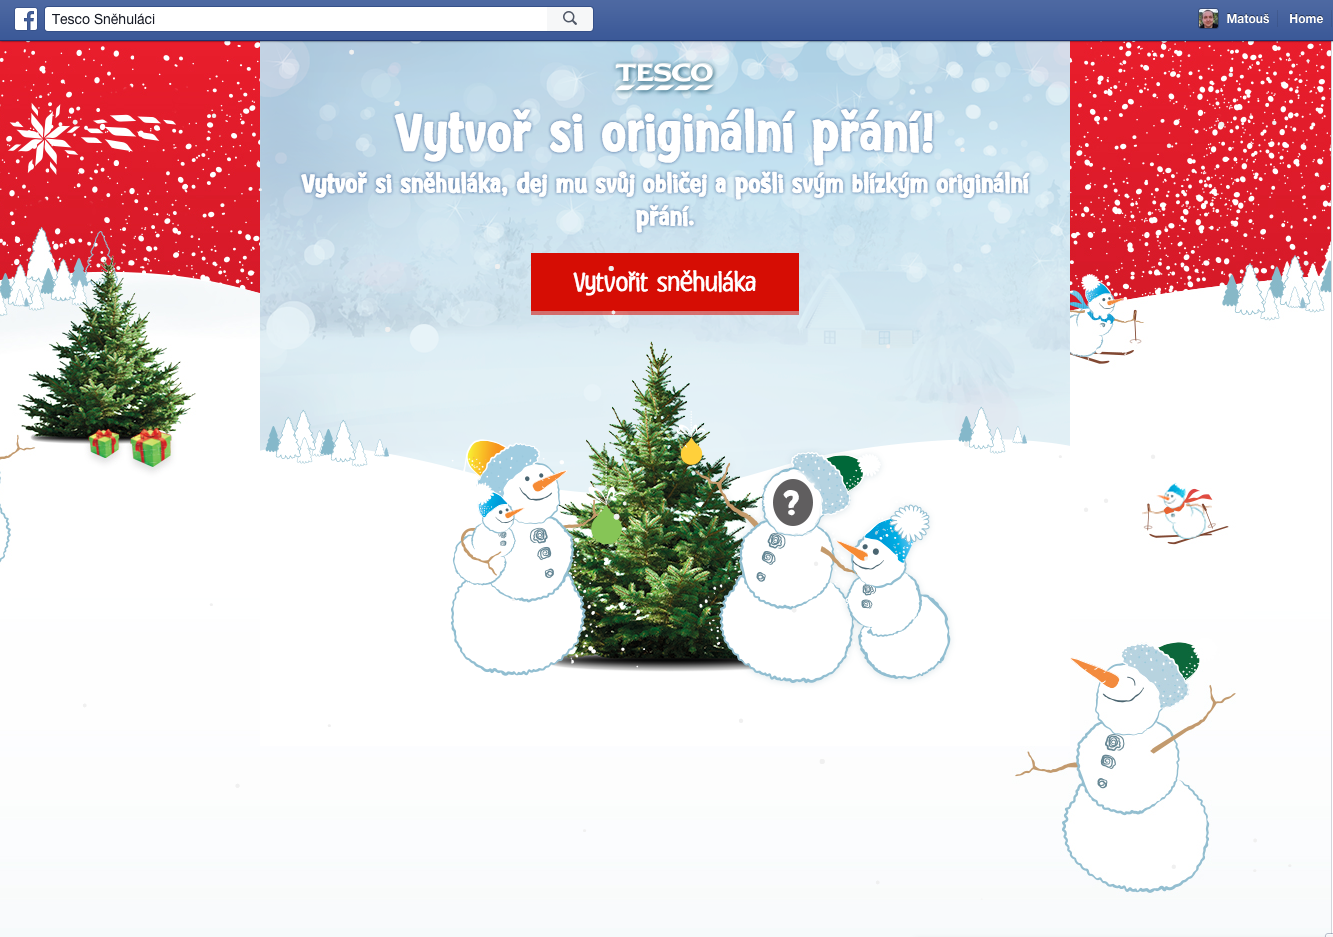 Tesco Sněhuláci
Matouš Home
TESCO
Vytvoř si originální přání!
Vytvoř si sněhuláka, dej mu svůj obličej a pošli svým blízkým originální
přání.
Vytvořit sněhuláka
?